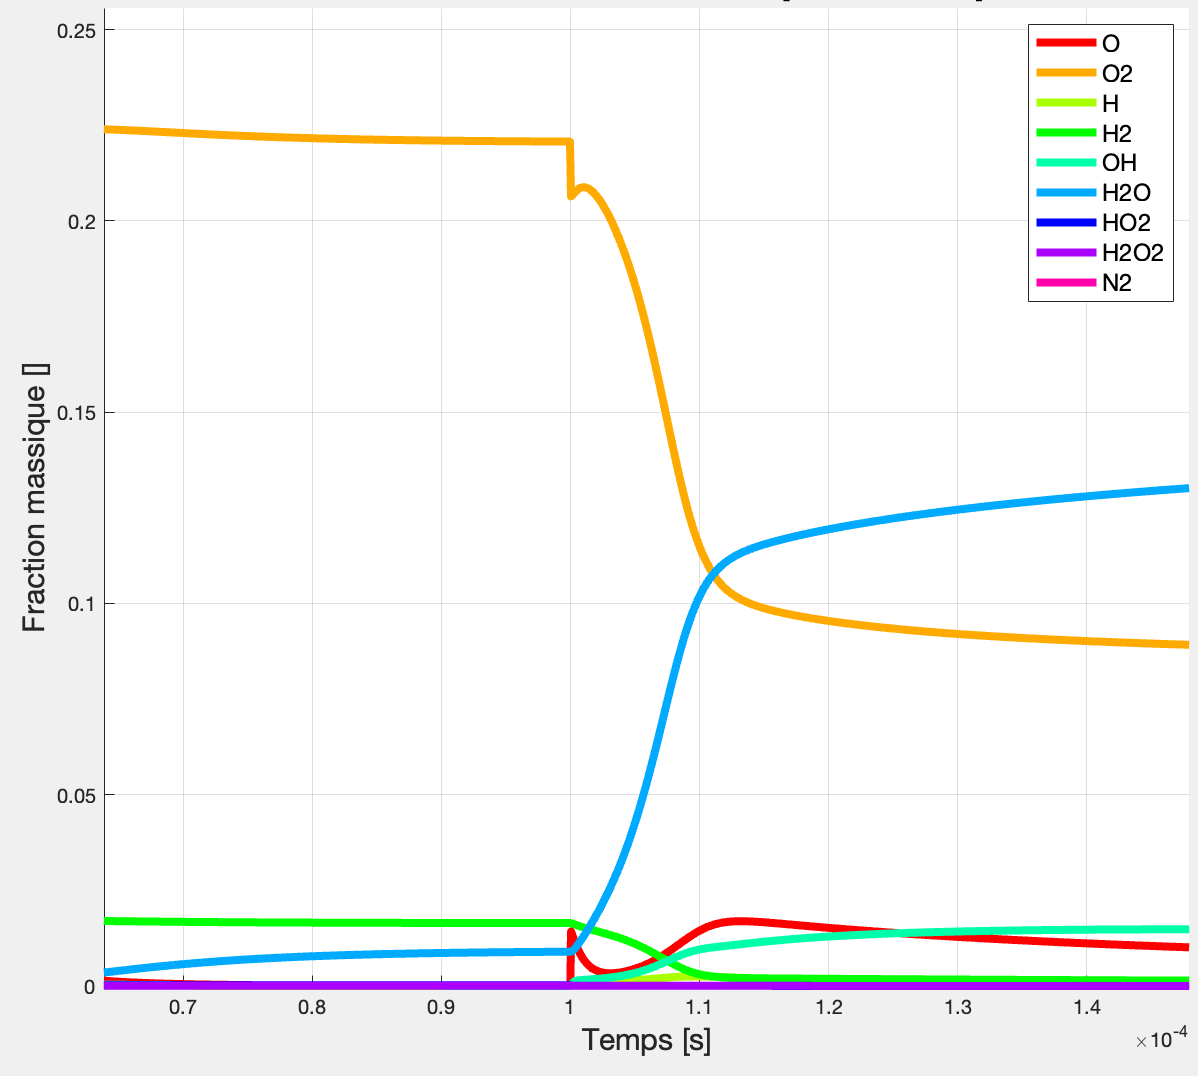 0.25
0.2
0.15
0.1
0.05
0
Fraction massique []
O
O2
H
H2
OH
H2O
HO2
H2O2
N2
0.7
0.8
0.9
1
1.1
1.2
1.3
1.4
Temps [s]
×10-4